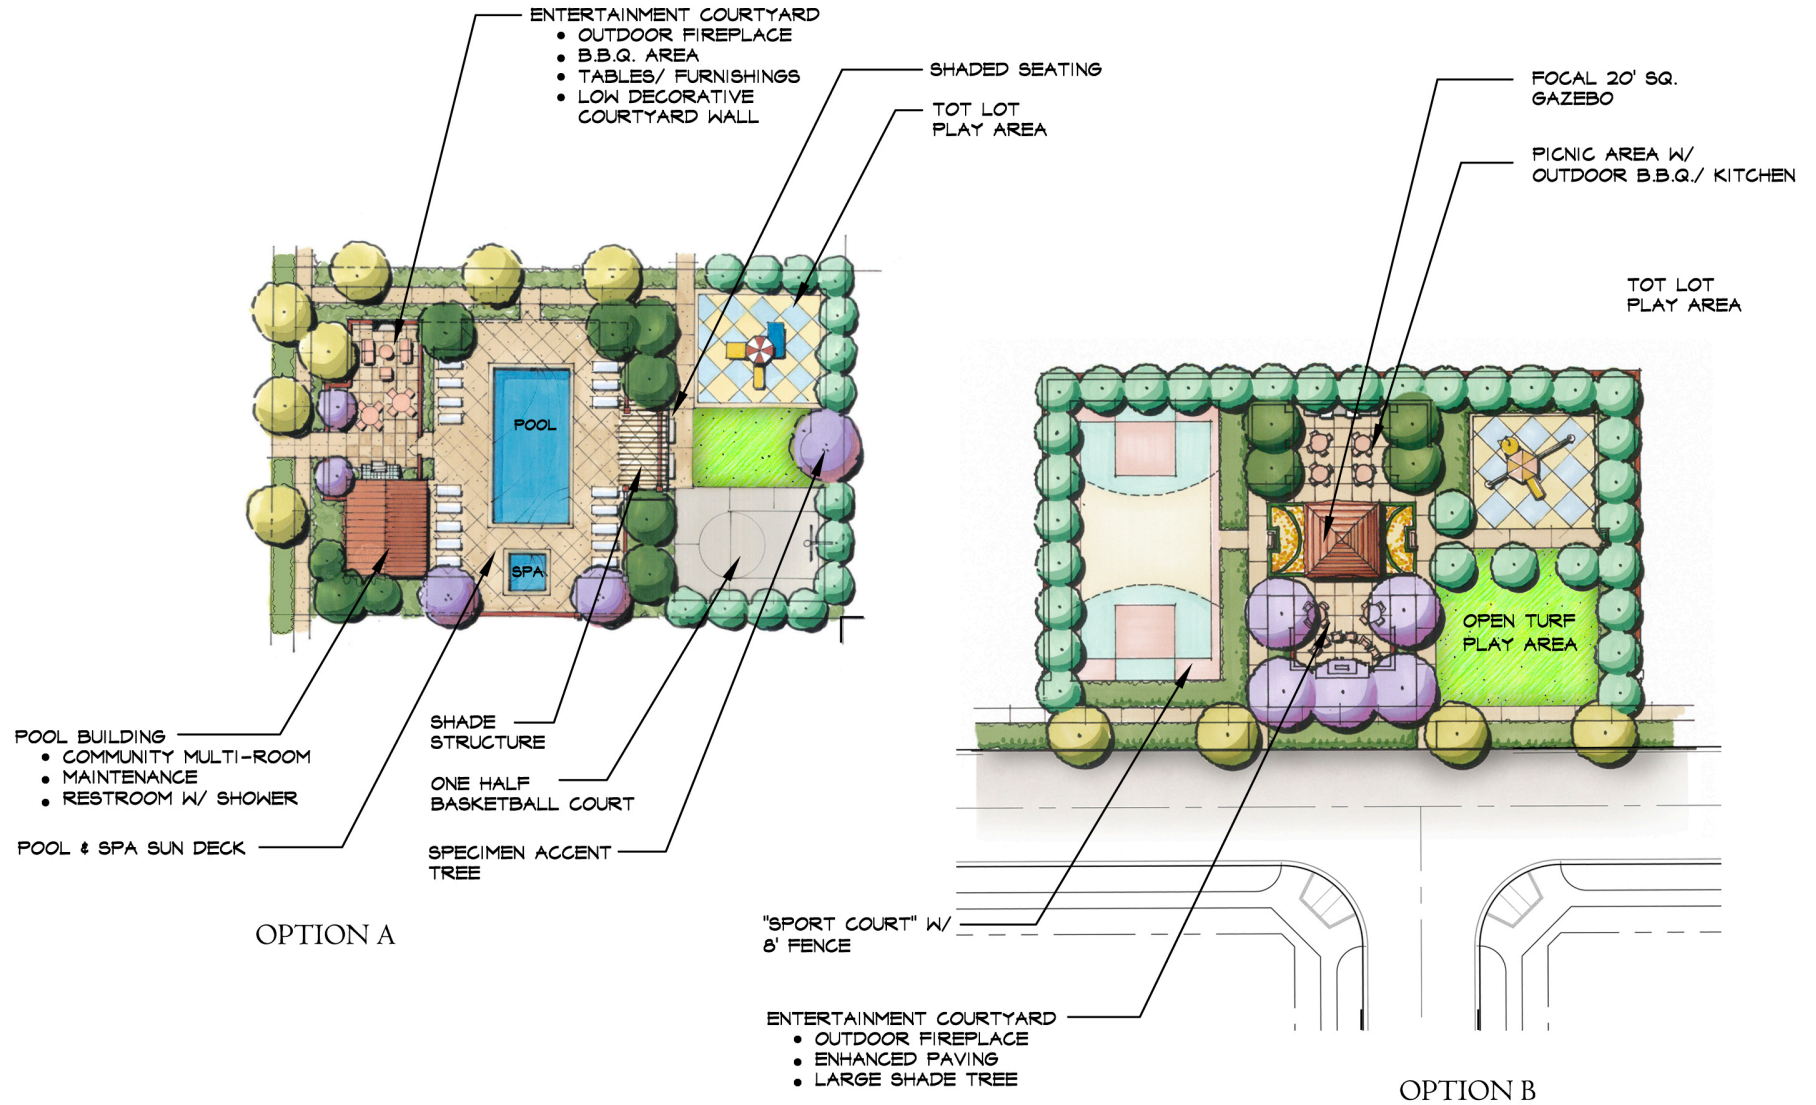 ENTERTAINMENT COURTYARD
• OUTDOOR FIREPLACE
• B.B.Q. AREA
• TABLES/ FURNISHINGS
• LOW DECORATIVE
COURTYARD WALL
SHADED SEATING
TOT LOT
PLAY AREA
POOL
SPA
POOL BUILDING
• COMMUNITY MULTI-ROOM
• MAINTENANCE
• RESTROOM W/ SHOWER
POOL & SPA SUN DECK
SHADE
STRUCTURE
ONE HALF
BASKETBALL COURT
SPECIMEN ACCENT
TREE
OPTION A
FOCAL 20' SQ.
GAZEBO
PICNIC AREA W/
OUTDOOR B.B.Q./ KITCHEN
TOT LOT
PLAY AREA
OPEN TURF
PLAY AREA
"SPORT COURT" W/
8' FENCE
ENTERTAINMENT COURTYARD
• OUTDOOR FIREPLACE
• ENHANCED PAVING
• LARGE SHADE TREE
OPTION B